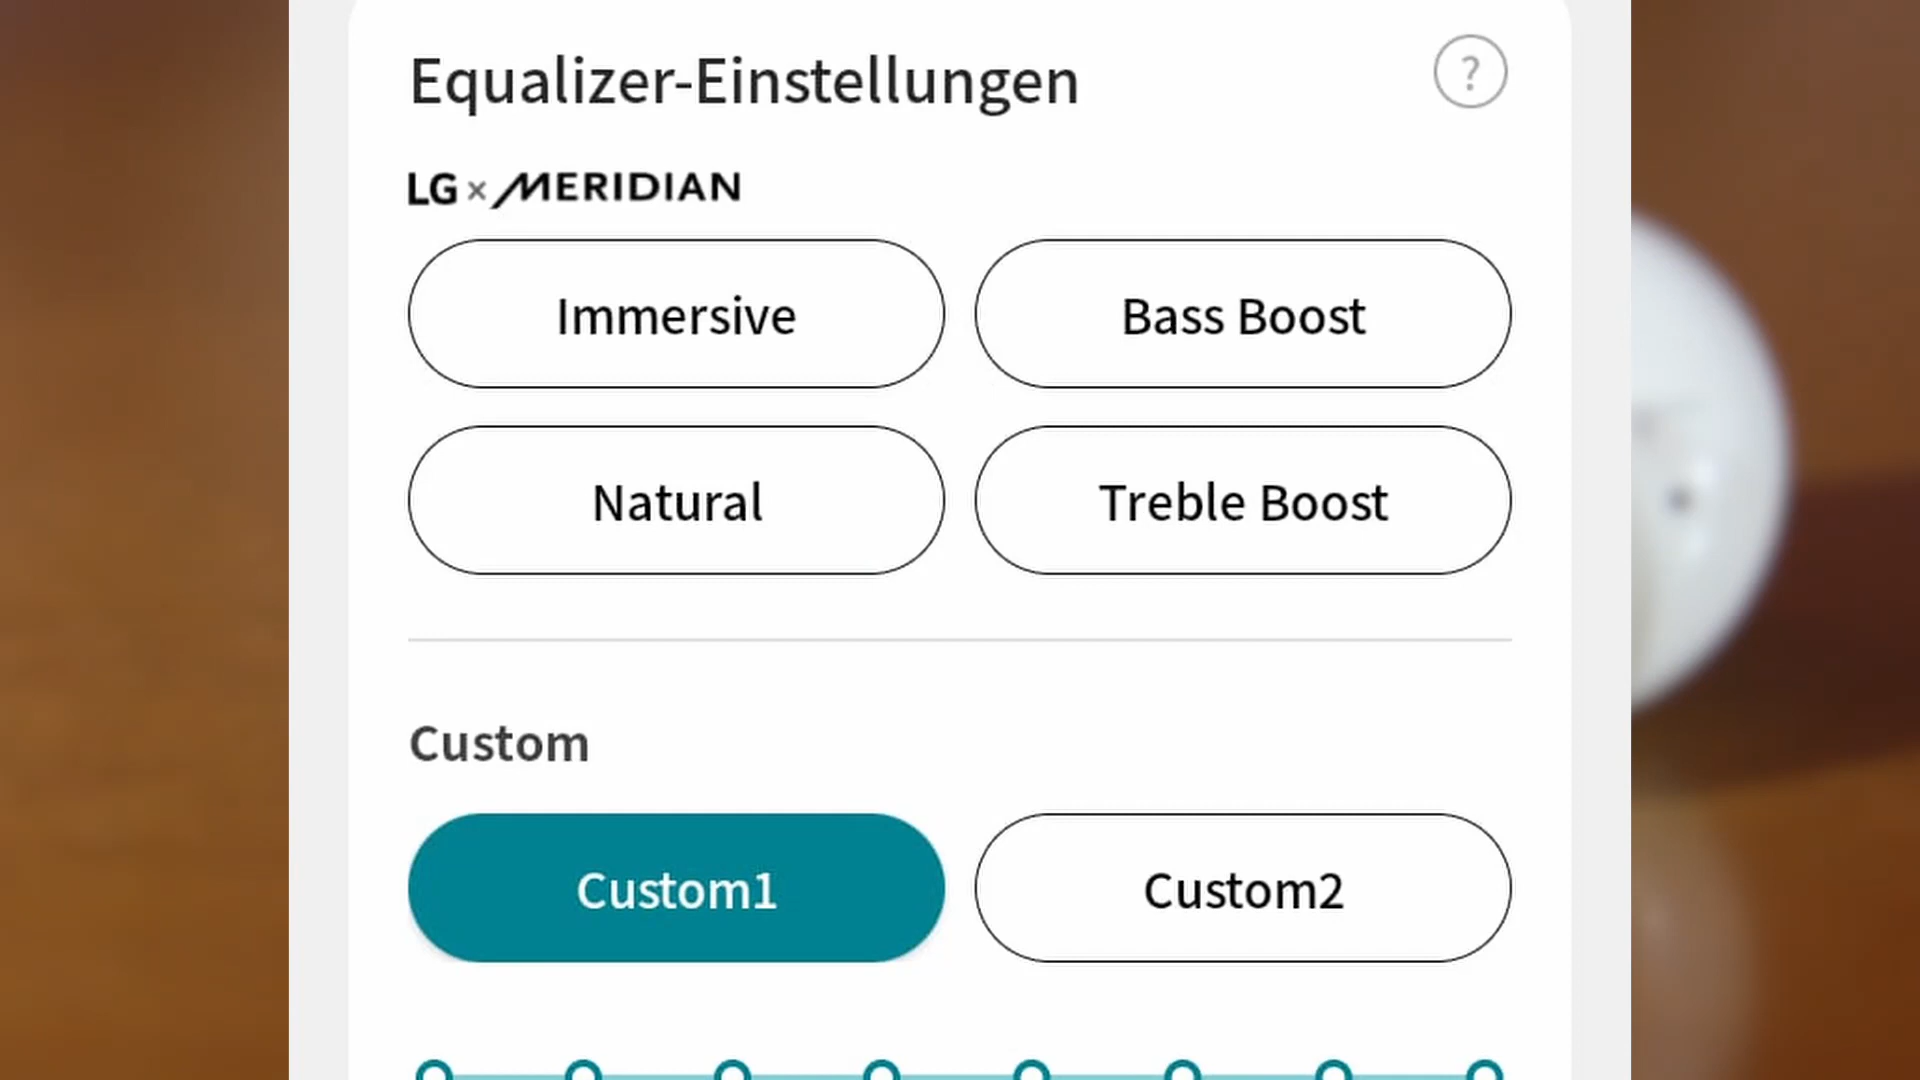 Equalizer-Einstellungen
?
LG × MERIDIAN
Immersive
Bass Boost
Natural
Treble Boost
Custom
Custom1
Custom2